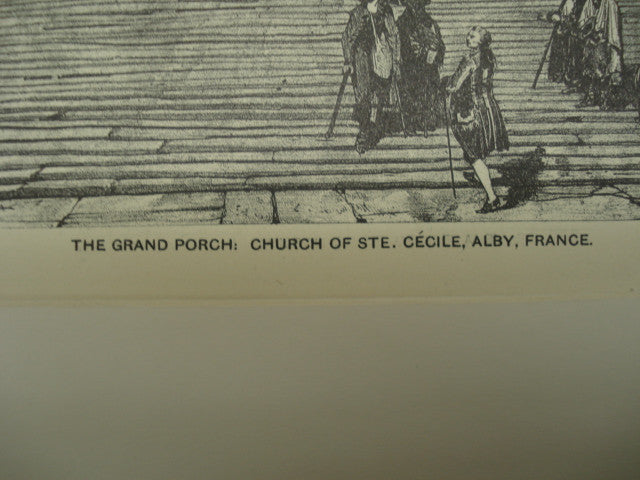 THE GRAND PORCH: CHURCH OF STE. CÉCILE, ALBY, FRANCE.